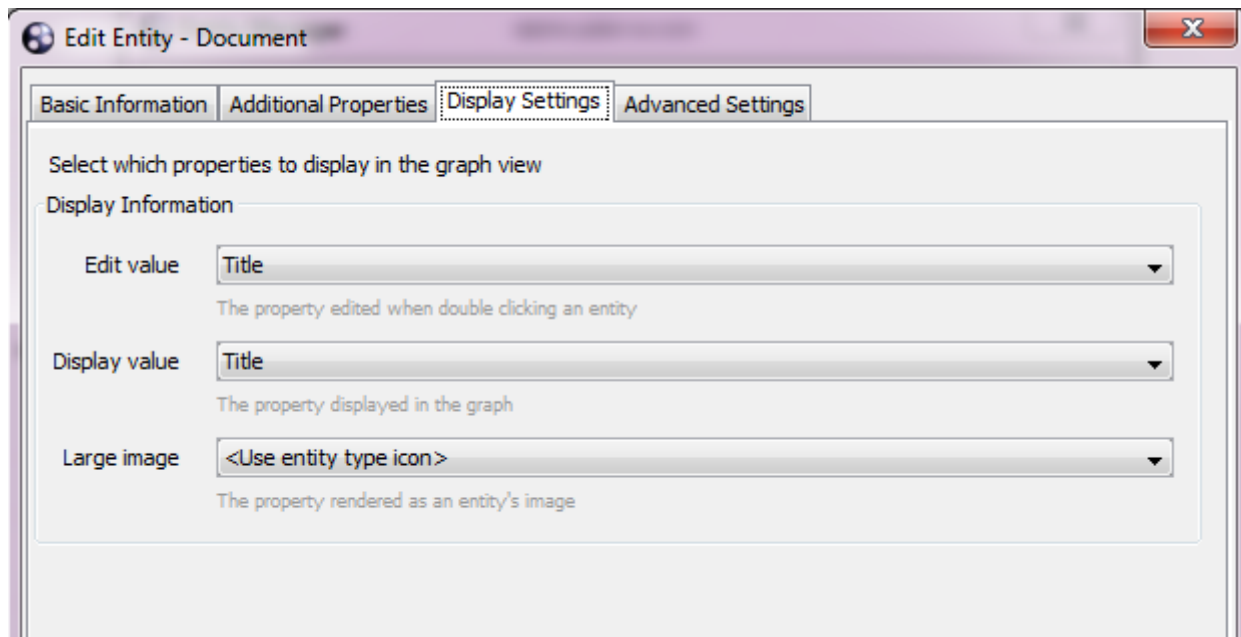 Edit Entity - Document
Basic Information
Additional Properties
Display Settings
Advanced Settings
Select which properties to display in the graph view
Display Information
Edit value
Title
The property edited when double clicking an entity
Display value
Title
The property displayed in the graph
Large image
<Use entity type icon>
The property rendered as an entity's image